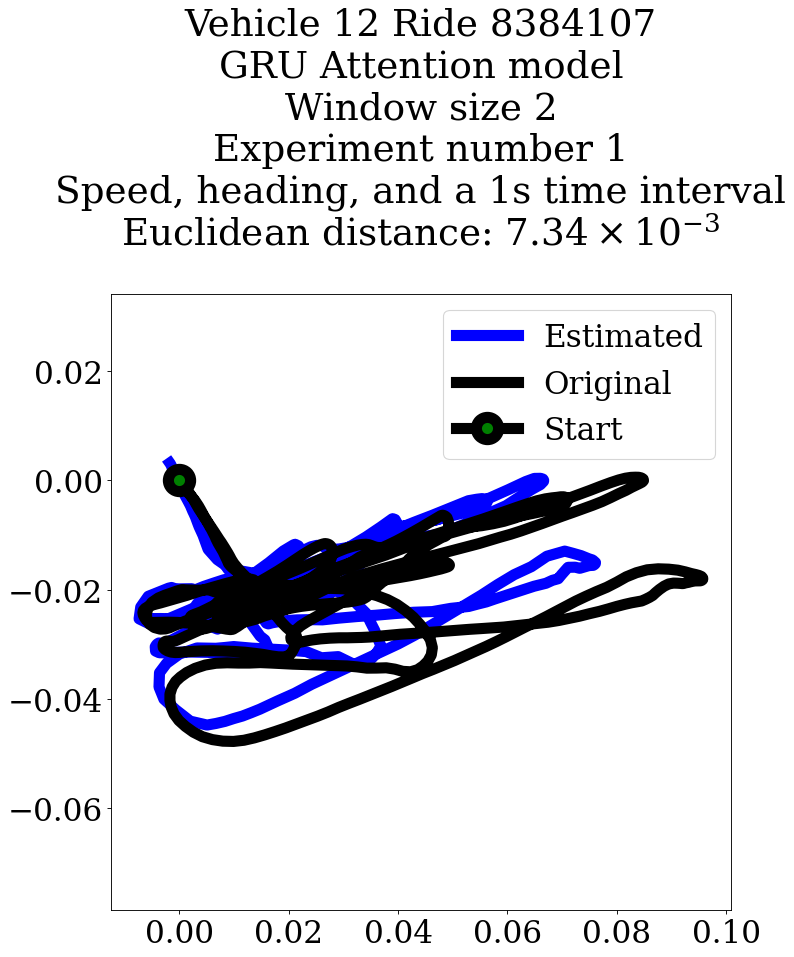 Vehicle 12 Ride 8384107
GRU Attention model
Window size 2
Experiment number 1
Speed, heading, and a 1s time interval
Euclidean distance: 7.34 × 10⁻³
Estimated
Original
Start
0.02
0.00
−0.02
−0.04
−0.06
0.00 0.02 0.04 0.06 0.08 0.10